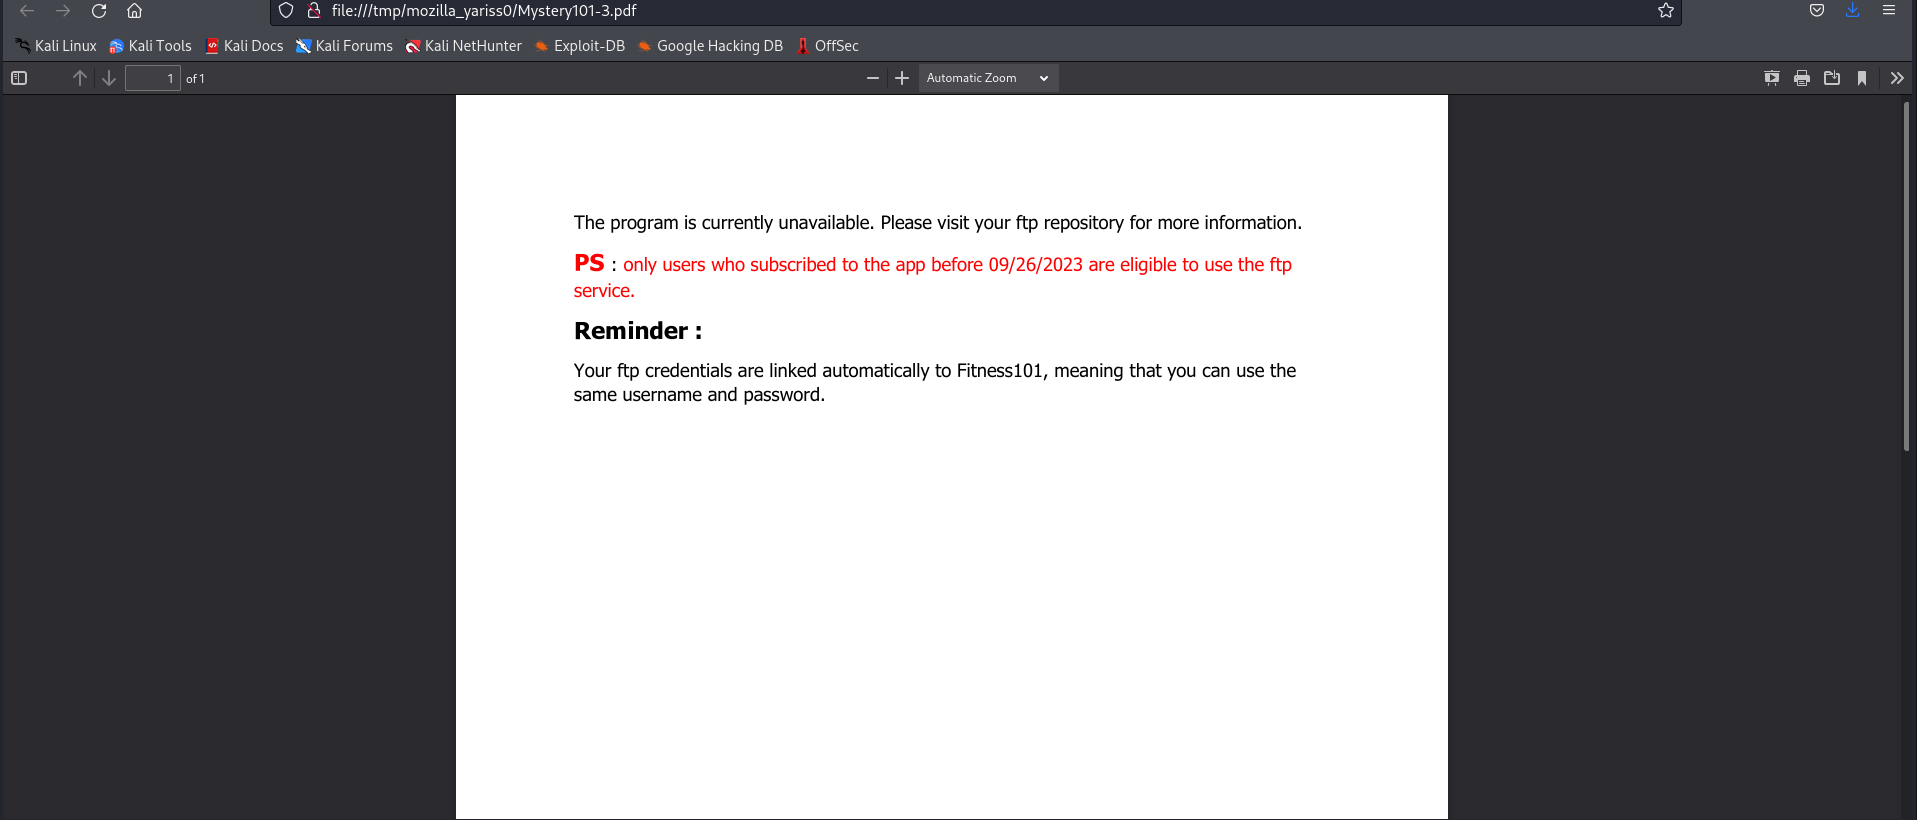 file:///tmp/mozilla_yariss0/Mystery101-3.pdf
Kali Linux Kali Tools Kali Docs Kali Forums Kali NetHunter Exploit-DB Google Hacking DB OffSec
1 of 1 Automatic Zoom
The program is currently unavailable. Please visit your ftp repository for more information.
PS : only users who subscribed to the app before 09/26/2023 are eligible to use the ftp
service.
Reminder :
Your ftp credentials are linked automatically to Fitness101, meaning that you can use the
same username and password.